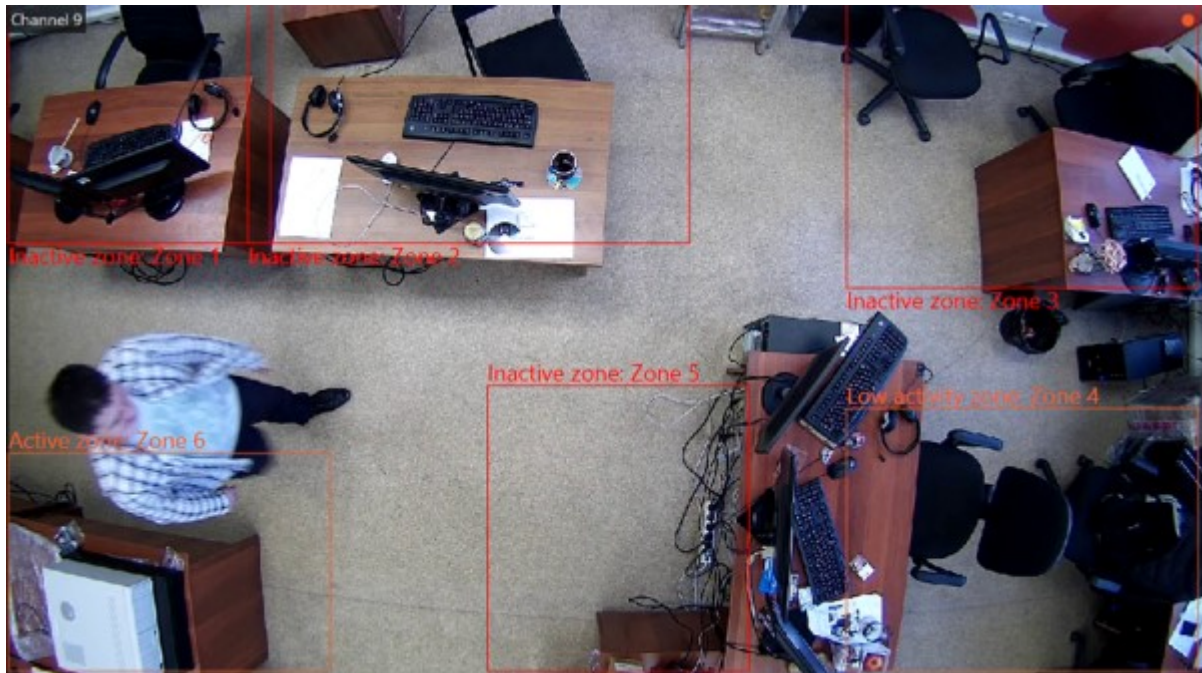 Channel 9
Inactive zone: Zone 1
Inactive zone: Zone 2
Inactive zone: Zone 3
Inactive zone: Zone 5
Low activity zone: Zone 4
Active zone: Zone 6